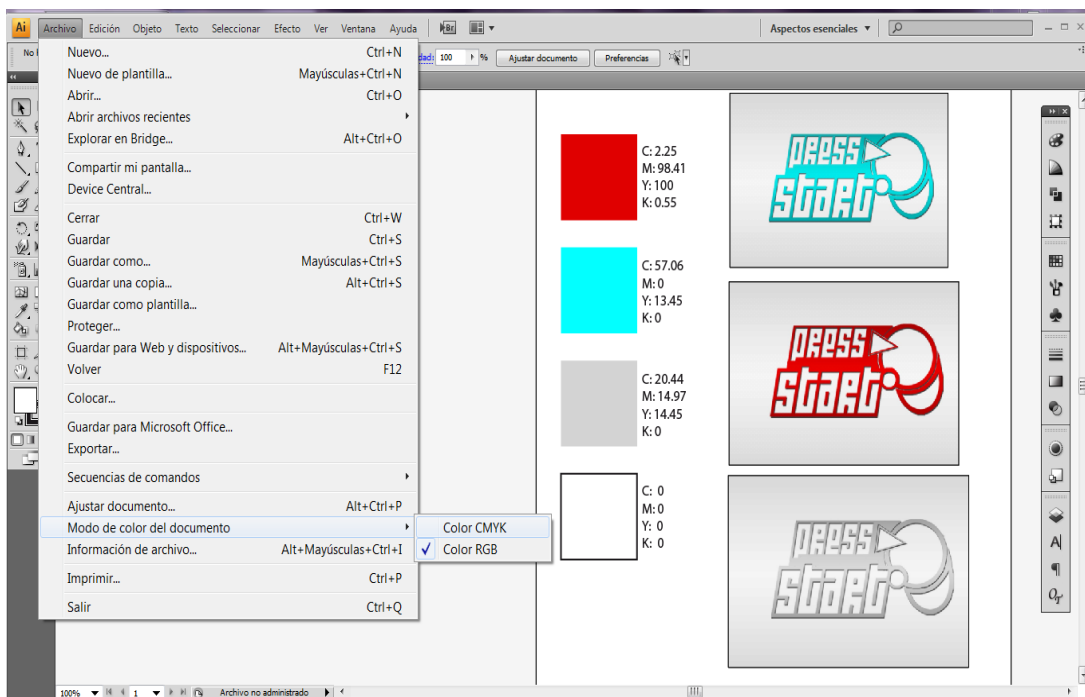 Ai Archivo Edición Objeto Texto Seleccionar Efecto Ver Ventana Ayuda Br Aspectos esenciales
100 % Ajustar documento Preferencias
Nuevo... Ctrl+N
Nuevo de plantilla... Mayúsculas+Ctrl+N
Abrir... Ctrl+O
Abrir archivos recientes
Explorar en Bridge... Alt+Ctrl+O
Compartir mi pantalla...
Device Central...
Cerrar Ctrl+W
Guardar Ctrl+S
Guardar como... Mayúsculas+Ctrl+S
Guardar una copia... Alt+Ctrl+S
Guardar como plantilla...
Proteger...
Guardar para Web y dispositivos... Alt+Mayúsculas+Ctrl+S
Volver F12
Colocar...
Guardar para Microsoft Office...
Exportar...
Secuencias de comandos
Ajustar documento... Alt+Ctrl+P
Modo de color del documento
Información de archivo... Alt+Mayúsculas+Ctrl+I
Imprimir... Ctrl+P
Salir Ctrl+Q
Color CMYK
Color RGB
C: 2.25
M: 98.41
Y: 100
K: 0.55
C: 57.06
M: 0
Y: 13.45
K: 0
C: 20.44
M: 14.97
Y: 14.45
K: 0
C: 0
M: 0
Y: 0
K: 0
press
start
press
start
press
start
100% 1 Archivo no administrado